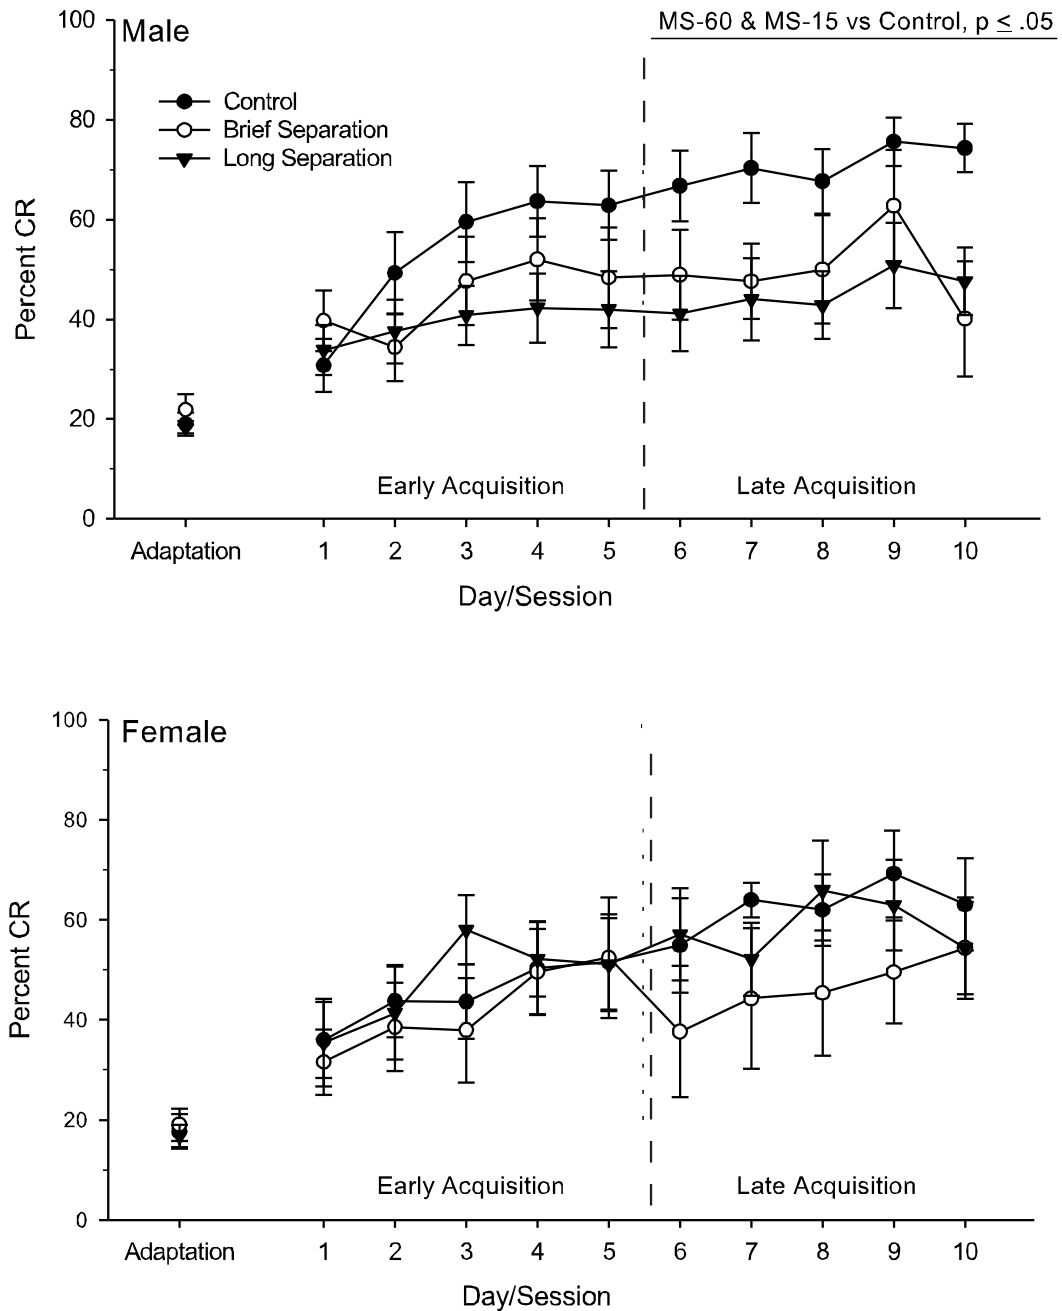 MS-60 & MS-15 vs Control, p ≤ .05
Male
Control
Brief Separation
Long Separation
Percent CR
100
80
60
40
20
0
Early Acquisition
Late Acquisition
Adaptation 1 2 3 4 5 6 7 8 9 10
Day/Session
Female
Percent CR
100
80
60
40
20
0
Early Acquisition
Late Acquisition
Adaptation 1 2 3 4 5 6 7 8 9 10
Day/Session